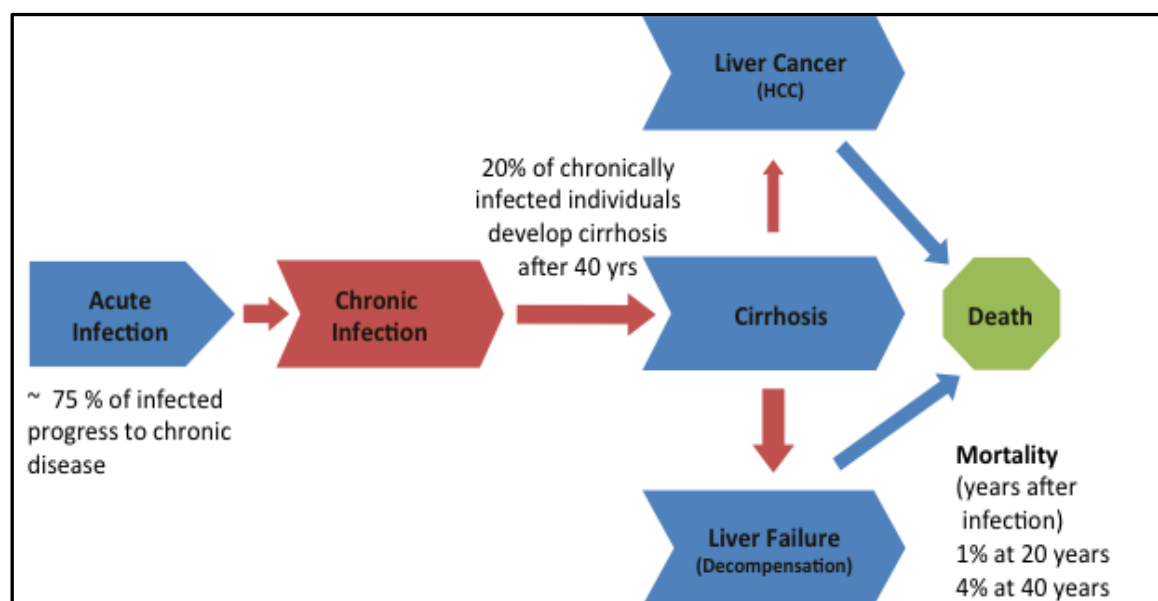 Liver Cancer
(HCC)
20% of chronically
infected individuals
develop cirrhosis
after 40 yrs
Acute
Infection
Chronic
Infection
Cirrhosis
Death
~ 75 % of infected
progress to chronic
disease
Liver Failure
(Decompensation)
Mortality
(years after
infection)
1% at 20 years
4% at 40 years